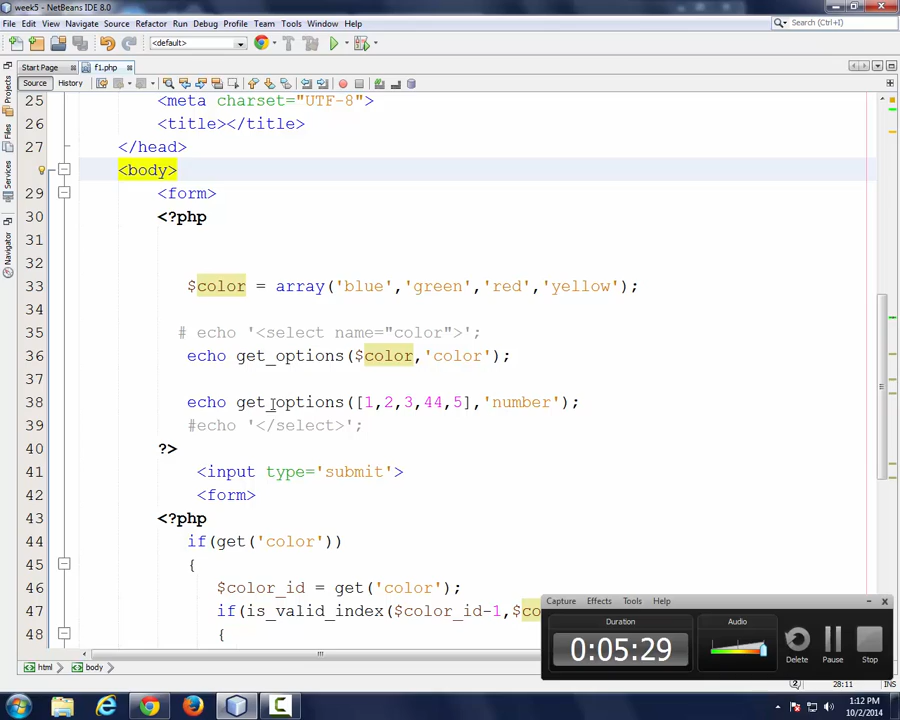 week5 - NetBeans IDE 8.0
File Edit View Navigate Source Refactor Run Debug Profile Team Tools Window Help
Search (Ctrl+I)
<default>
Start Page f1.php
Source History
Projects
Files
Services
Navigator
25 <meta charset="UTF-8">
26 <title></title>
27 </head>
<body>
29 <form>
30 <?php
31
32
33 $color = array('blue','green','red','yellow');
34
35 # echo '<select name="color">';
36 echo get_options($color,'color');
37
38 echo get_options([1,2,3,44,5],'number');
39 #echo '</select>';
40 ?>
41 <input type='submit'>
42 <form>
43 <?php
44 if(get('color'))
45 {
46 $color_id = get('color');
47 if(is_valid_index($color_id-1,$co
48 {
Capture Effects Tools Help
Duration
0:05:29
Audio
Delete Pause Stop
html body
2 28:11 INS
1:12 PM
10/2/2014